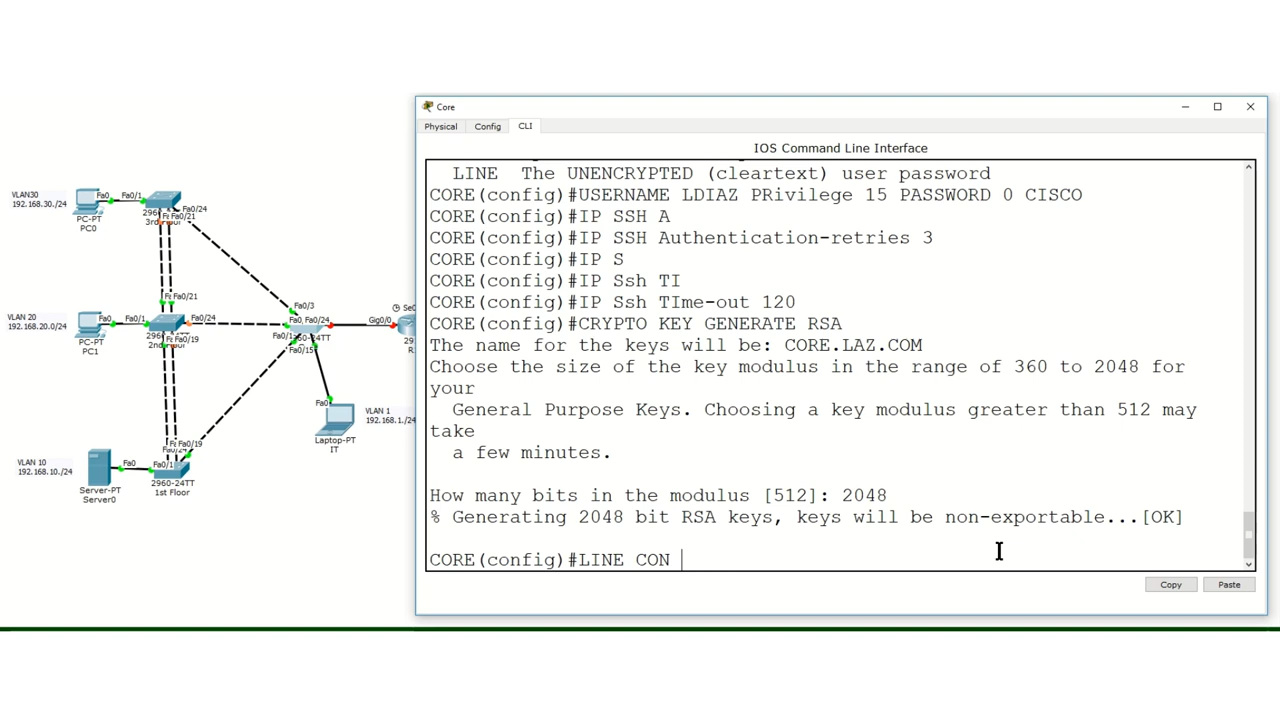 Core
Physical
Config
CLI
IOS Command Line Interface
LINE The UNENCRYPTED (cleartext) user password
CORE(config)#USERNAME LDIAZ PRivilege 15 PASSWORD 0 CISCO
CORE(config)#IP SSH A
CORE(config)#IP SSH Authentication-retries 3
CORE(config)#IP S
CORE(config)#IP Ssh TI
CORE(config)#IP Ssh TIme-out 120
CORE(config)#CRYPTO KEY GENERATE RSA
The name for the keys will be: CORE.LAZ.COM
Choose the size of the key modulus in the range of 360 to 2048 for
your
General Purpose Keys. Choosing a key modulus greater than 512 may
take
a few minutes.
How many bits in the modulus [512]: 2048
% Generating 2048 bit RSA keys, keys will be non-exportable...[OK]
CORE(config)#LINE CON
Copy
Paste
VLAN30
192.168.30./24
Fa0
Fa0/1
PC-PT
PC0
Fa0/24
Fa0/21
Fa0/21
VLAN 20
192.168.20.0/24
Fa0
Fa0/1
PC-PT
PC1
Fa0/24
Fa0/19
Fa0/3
Fa0/24
Fa0/15
Gig0/0
Fa0
Laptop-PT
IT
VLAN 1
192.168.1./24
VLAN 10
192.168.10./24
Fa0
Fa0/1
Server-PT
Server0
Fa0/19
2960-24TT
1st Floor